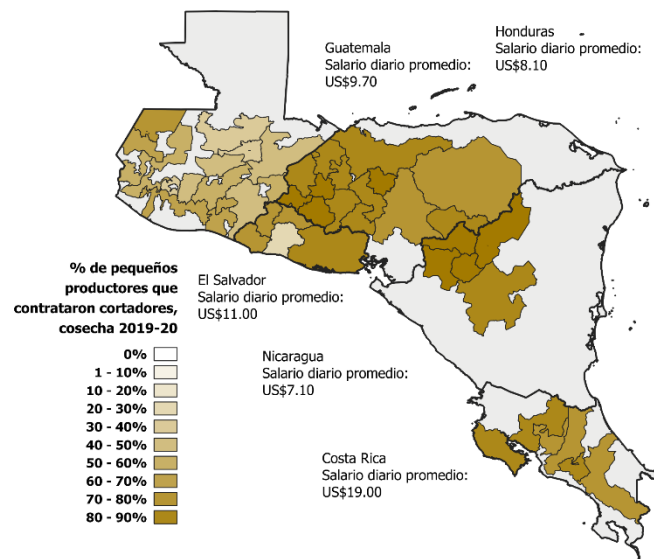 Honduras
Salario diario promedio:
US$8.10
Guatemala
Salario diario promedio:
US$9.70
% de pequeños
productores que
contrataron cortadores,
cosecha 2019-20
0%
1 - 10%
10 - 20%
20 - 30%
30 - 40%
40 - 50%
50 - 60%
60 - 70%
70 - 80%
80 - 90%
El Salvador
Salario diario promedio:
US$11.00
Nicaragua
Salario diario promedio:
US$7.10
Costa Rica
Salario diario promedio:
US$19.00